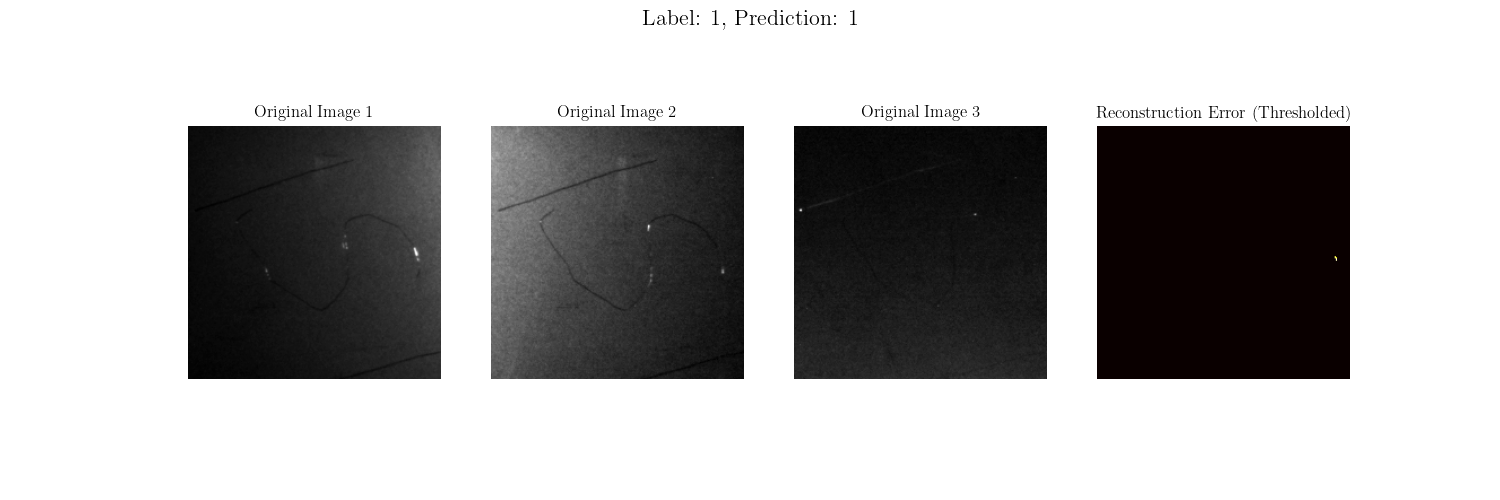 Label: 1, Prediction: 1
Original Image 1
Original Image 2
Original Image 3
Reconstruction Error (Thresholded)